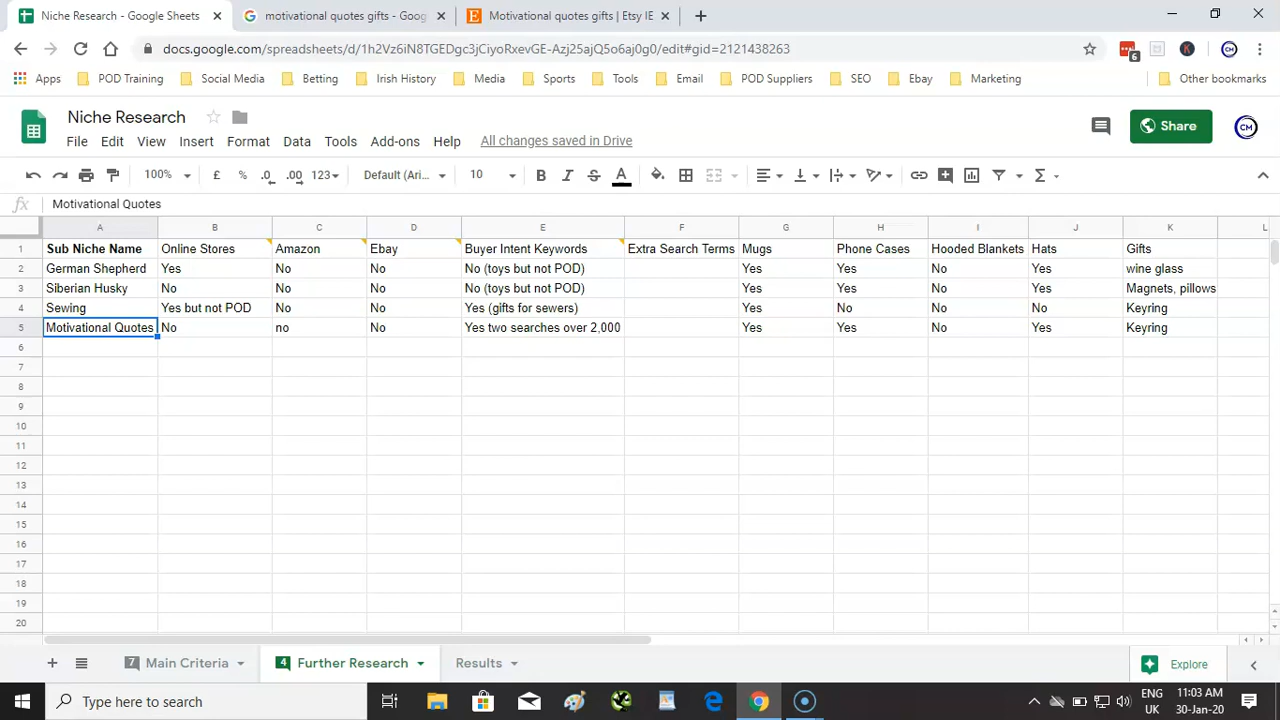 Niche Research - Google Sheets
motivational quotes gifts - Goog
Motivational quotes gifts | Etsy IE
docs.google.com/spreadsheets/d/1h2Vz6iN8TGEDgc3jCiyoRxevGE-Azj25ajQ5o6aj0g0/edit#gid=2121438263
6
K
CM
Apps POD Training Social Media Betting Irish History Media Sports Tools Email POD Suppliers SEO Ebay Marketing Other bookmarks
Niche Research
File Edit View Insert Format Data Tools Add-ons Help All changes saved in Drive
Share
CM
100% £ % .0 .00 123 Default (Ari... 10 B I S A
fx Motivational Quotes
A B C D E F G H I J K L
1 Sub Niche Name Online Stores Amazon Ebay Buyer Intent Keywords Extra Search Terms Mugs Phone Cases Hooded Blankets Hats Gifts
2 German Shepherd Yes No No No (toys but not POD) Yes Yes No Yes wine glass
3 Siberian Husky No No No No (toys but not POD) Yes Yes No Yes Magnets, pillows
4 Sewing Yes but not POD No No Yes (gifts for sewers) Yes No No No Keyring
5 Motivational Quotes No no No Yes two searches over 2,000 Yes Yes No Yes Keyring
6
7
8
9
10
11
12
13
14
15
16
17
18
19
20
7 Main Criteria 4 Further Research Results Explore
Type here to search
ENG
UK
11:03 AM
30-Jan-20